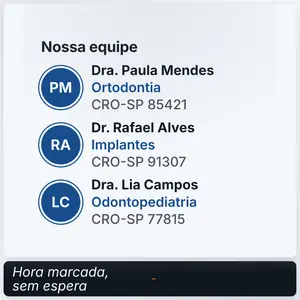 Nossa equipe
PM
Dra. Paula Mendes
Ortodontia
CRO-SP 85421
RA
Dr. Rafael Alves
Implantes
CRO-SP 91307
LC
Dra. Lia Campos
Odontopediatria
CRO-SP 77815
Hora marcada,
sem espera